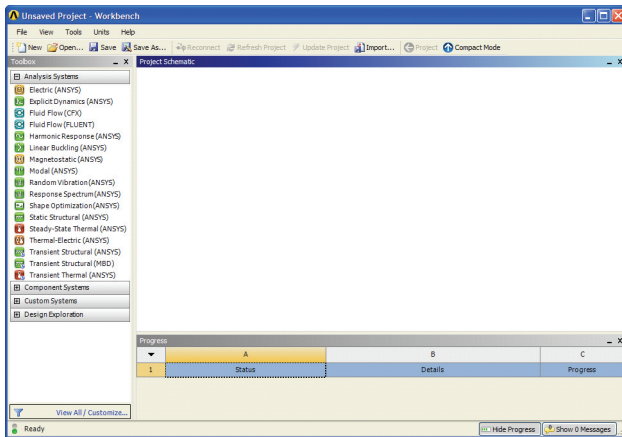 Unsaved Project - Workbench
File View Tools Units Help
New Open... Save Save As... Reconnect Refresh Project Update Project Import... Project Compact Mode
Toolbox
Project Schematic
Analysis Systems
Electric (ANSYS)
Explicit Dynamics (ANSYS)
Fluid Flow (CFX)
Fluid Flow (FLUENT)
Harmonic Response (ANSYS)
Linear Buckling (ANSYS)
Magnetostatic (ANSYS)
Modal (ANSYS)
Random Vibration (ANSYS)
Response Spectrum (ANSYS)
Shape Optimization (ANSYS)
Static Structural (ANSYS)
Steady-State Thermal (ANSYS)
Thermal-Electric (ANSYS)
Transient Structural (ANSYS)
Transient Structural (MBD)
Transient Thermal (ANSYS)
Component Systems
Custom Systems
Design Exploration
View All / Customize...
Progress
A B C
1 Status Details Progress
Ready
Hide Progress Show 0 Messages